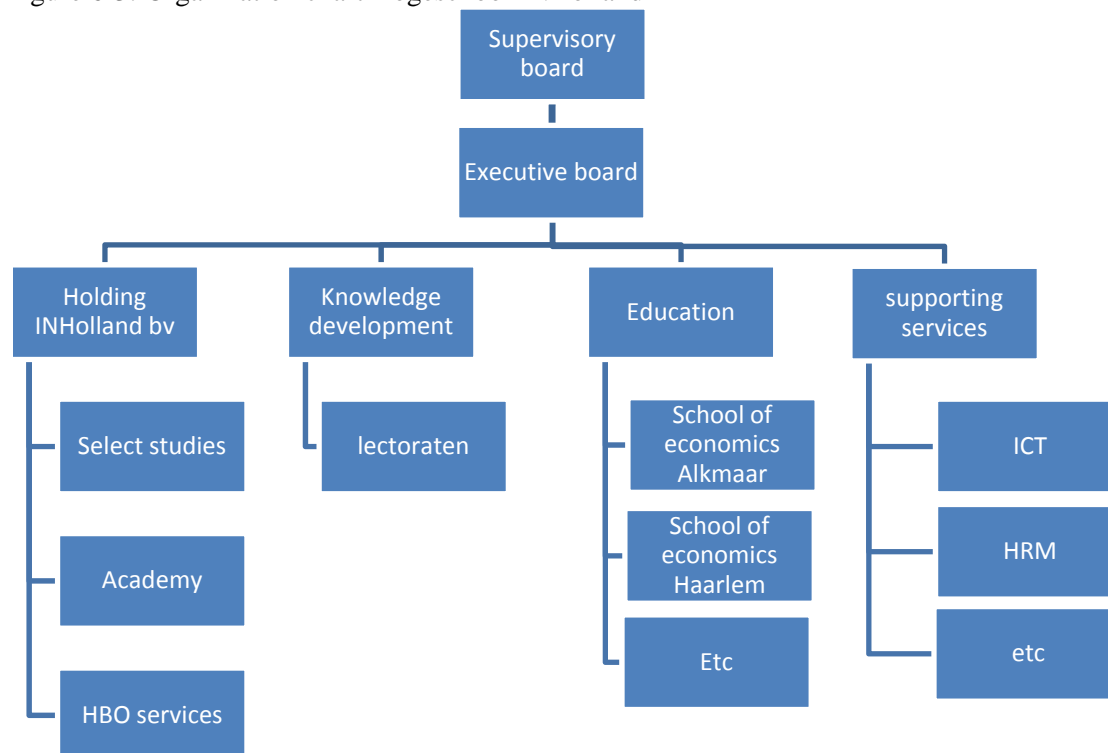 Supervisory
board
Executive board
Holding
INHolland bv
Knowledge
development
Education
supporting
services
Select studies
lectoraten
School of
economics
Alkmaar
ICT
Academy
School of
economics
Haarlem
HRM
HBO services
Etc
etc